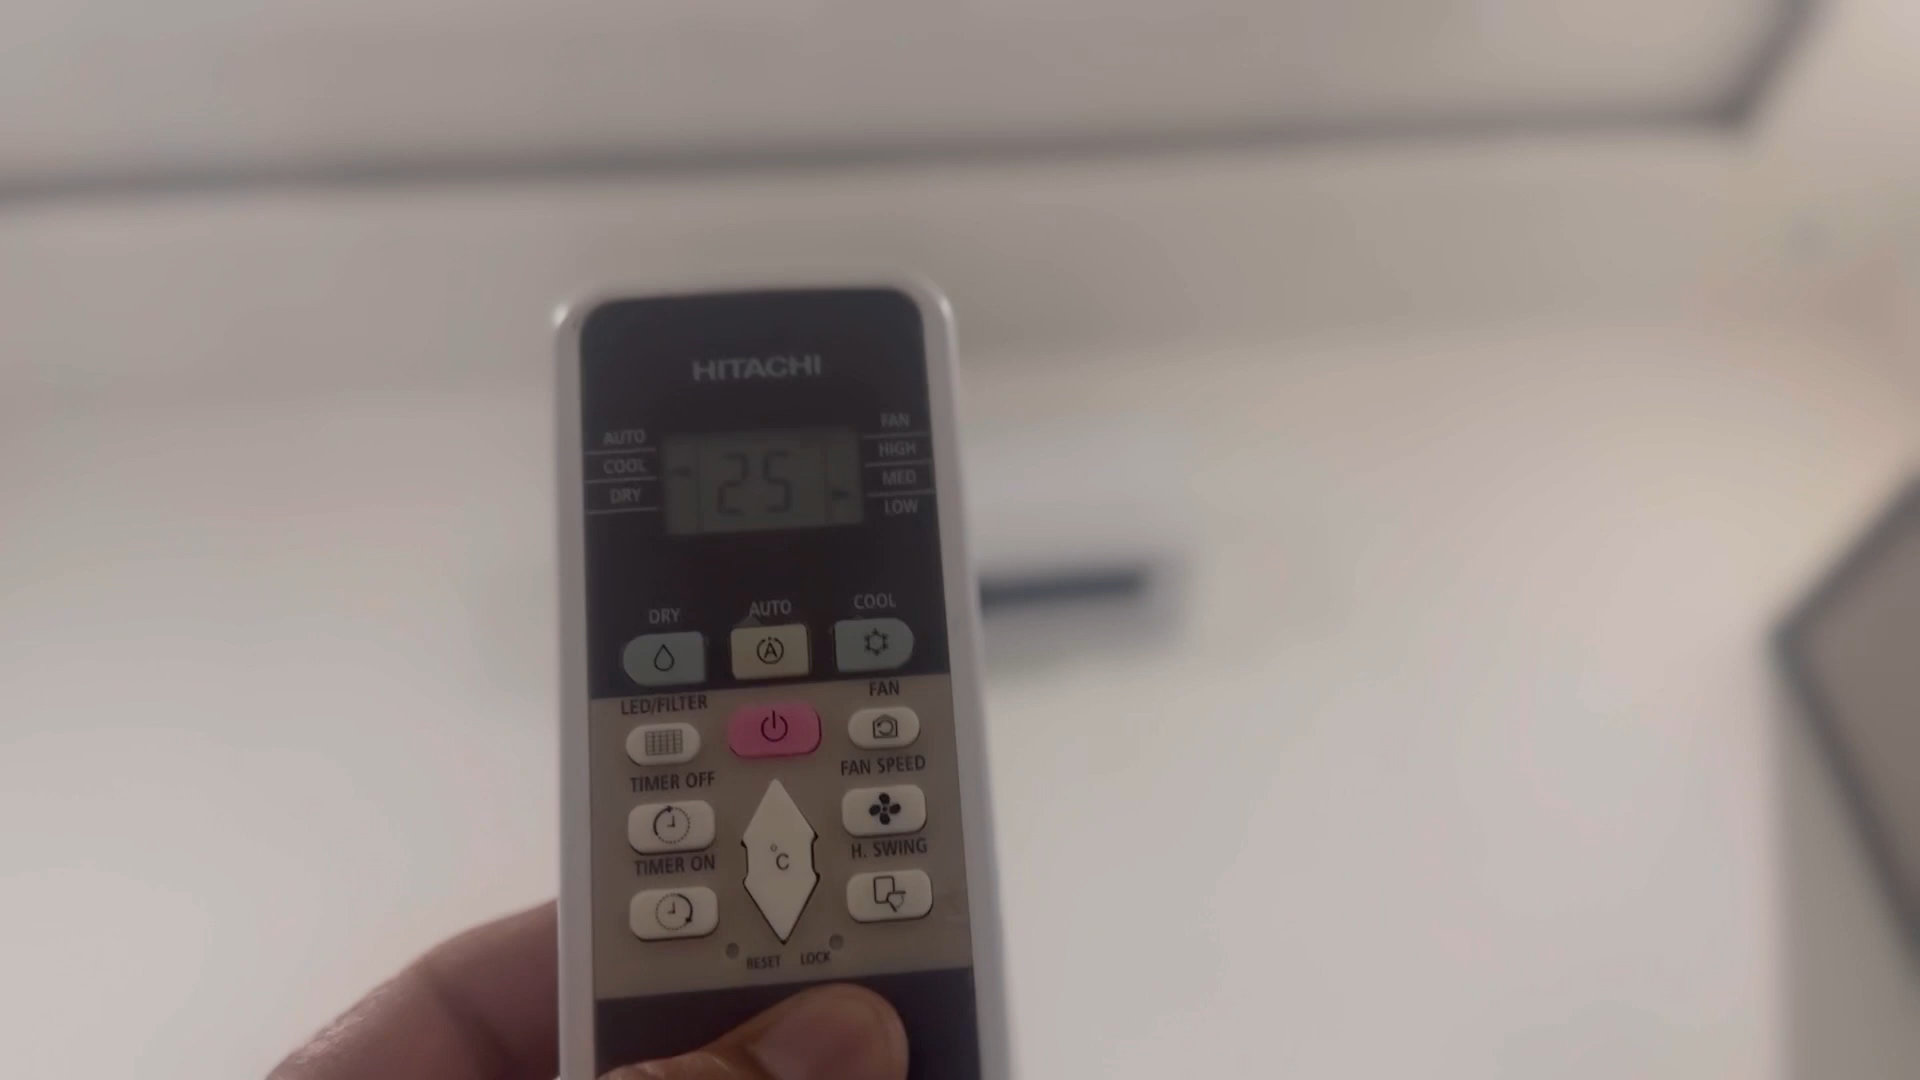 HITACHI
AUTO
COOL
DRY
25
FAN
HIGH
MED
LOW
DRY
AUTO
COOL
A
LED/FILTER
FAN
TIMER OFF
FAN SPEED
°C
TIMER ON
H. SWING
RESET
LOCK